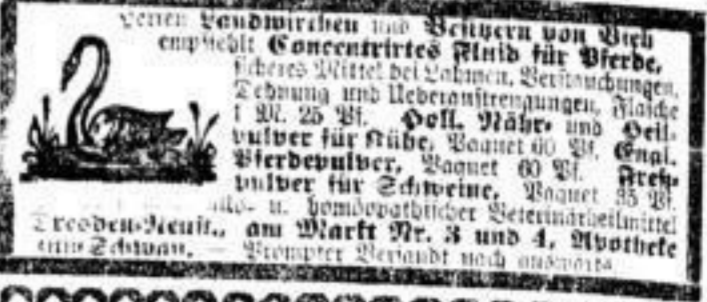 Herren Landwirthen und Besitzern von Vieh
empfiehlt Concentrirtes Fluid für Pferde,
sicheres Mittel bei Lahmen, Verstauchungen,
Dehnung und Ueberanstrengungen, Flasche
1 M. 25 Pf. Holl. Nähr- und Heil-
pulver für Kühe, Paquet 60 Pf. Engl.
Pferdepulver, Paquet 60 Pf. Freß-
pulver für Schweine, Paquet 35 Pf.
u. homöopathischer Veterinärheilmittel
Dresden-Neust., am Markt Nr. 3 und 4, Apotheke
zum Schwan. — Prompter Versandt nach auswärts